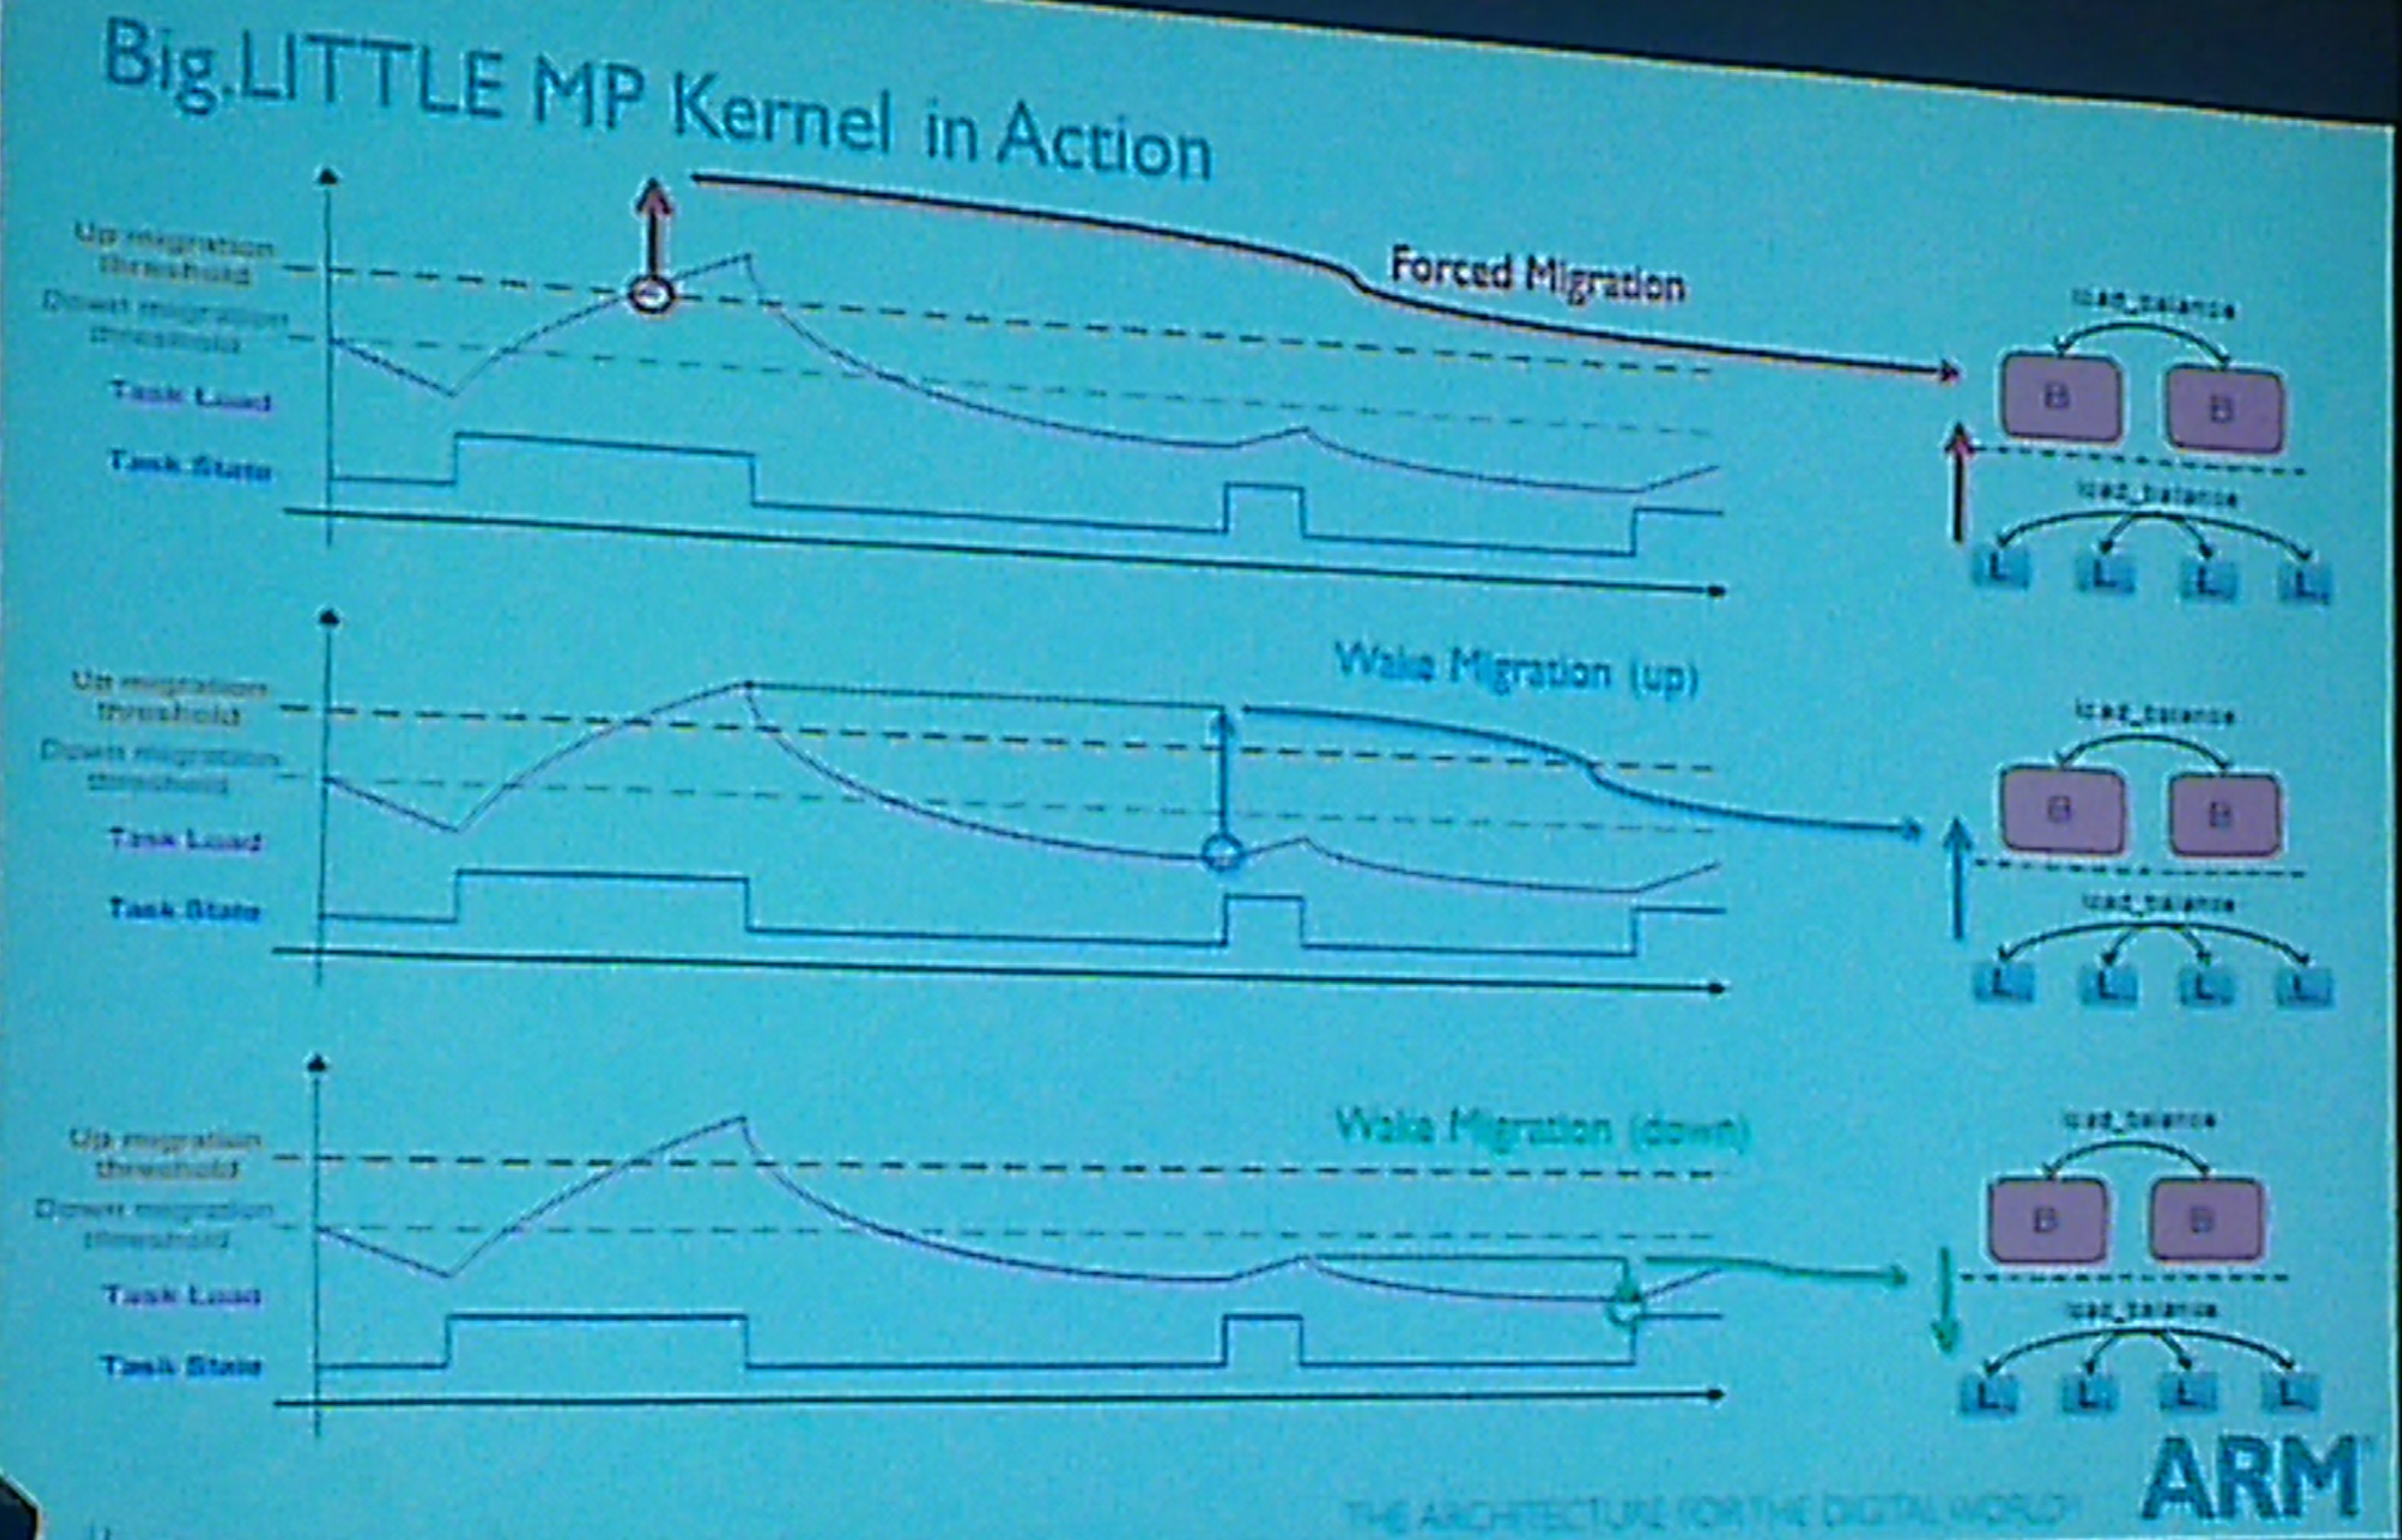 Big.LITTLE MP Kernel in Action
Up migration
threshold
Down migration
threshold
Task Load
Task State
Forced Migration
load_balance
B B
load_balance
L L L L
Up migration
threshold
Down migration
threshold
Task Load
Task State
Wake Migration (up)
load_balance
B B
load_balance
L L L L
Up migration
threshold
Down migration
threshold
Task Load
Task State
Wake Migration (down)
load_balance
B B
load_balance
L L L L
THE ARCHITECTURE FOR THE DIGITAL WORLD
ARM